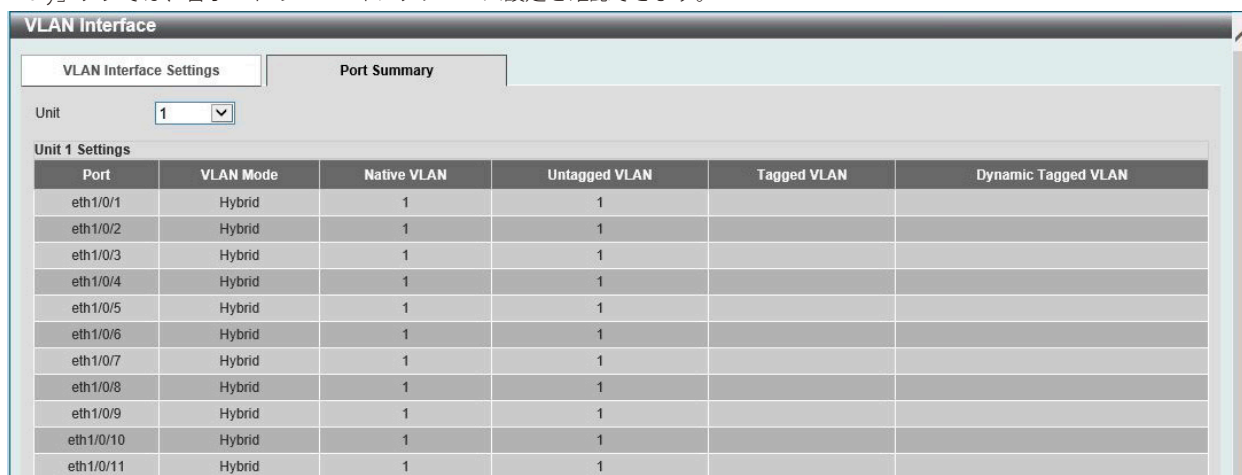 VLAN Interface
VLAN Interface Settings Port Summary
Unit 1
Unit 1 Settings
Port VLAN Mode Native VLAN Untagged VLAN Tagged VLAN Dynamic Tagged VLAN
eth1/0/1 Hybrid 1 1
eth1/0/2 Hybrid 1 1
eth1/0/3 Hybrid 1 1
eth1/0/4 Hybrid 1 1
eth1/0/5 Hybrid 1 1
eth1/0/6 Hybrid 1 1
eth1/0/7 Hybrid 1 1
eth1/0/8 Hybrid 1 1
eth1/0/9 Hybrid 1 1
eth1/0/10 Hybrid 1 1
eth1/0/11 Hybrid 1 1